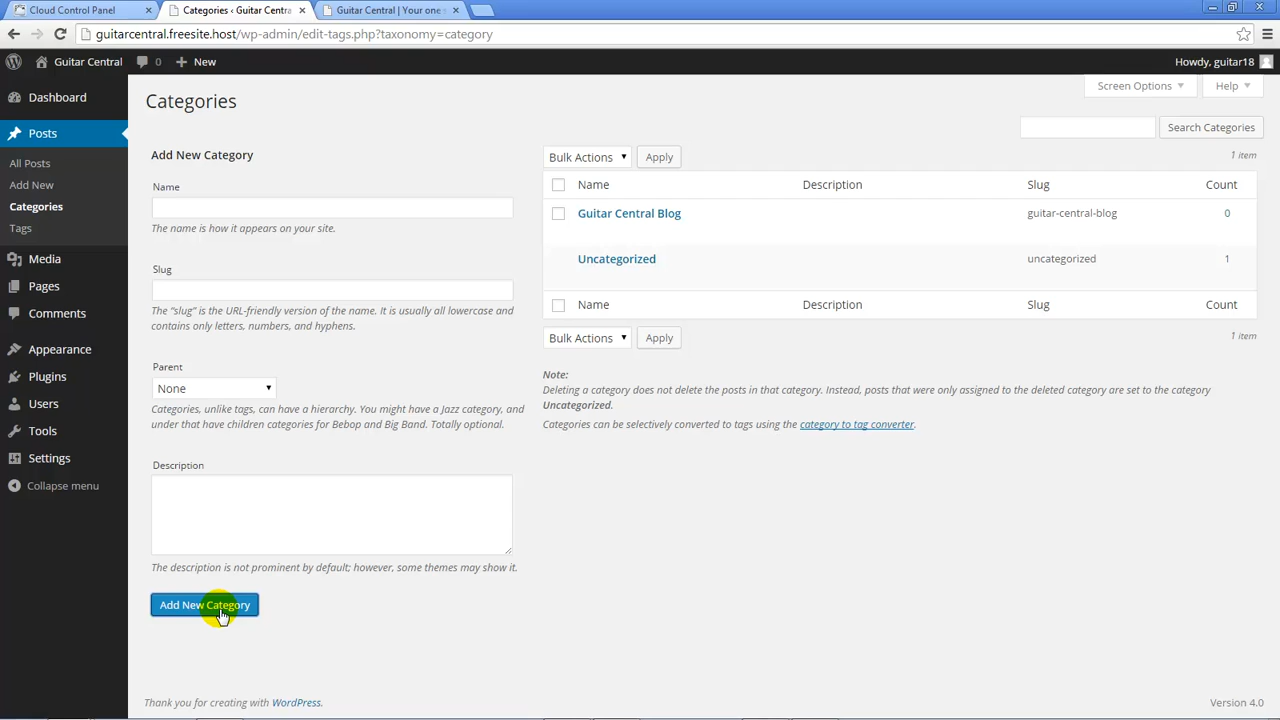 Cloud Control Panel
Categories ‹ Guitar Centra
Guitar Central | Your one
guitarcentral.freesite.host/wp-admin/edit-tags.php?taxonomy=category
Guitar Central
0
New
Howdy, guitar18
Dashboard
Posts
All Posts
Add New
Categories
Tags
Media
Pages
Comments
Appearance
Plugins
Users
Tools
Settings
Collapse menu
Categories
Screen Options
Help
Search Categories
Add New Category
Name
The name is how it appears on your site.
Slug
The “slug” is the URL-friendly version of the name. It is usually all lowercase and
contains only letters, numbers, and hyphens.
Parent
None
Categories, unlike tags, can have a hierarchy. You might have a Jazz category, and
under that have children categories for Bebop and Big Band. Totally optional.
Description
The description is not prominent by default; however, some themes may show it.
Add New Category
Bulk Actions
Apply
1 item
Name Description Slug Count
Guitar Central Blog guitar-central-blog 0
Uncategorized uncategorized 1
Name Description Slug Count
Bulk Actions
Apply
1 item
Note:
Deleting a category does not delete the posts in that category. Instead, posts that were only assigned to the deleted category are set to the category
Uncategorized.
Categories can be selectively converted to tags using the category to tag converter.
Thank you for creating with WordPress.
Version 4.0